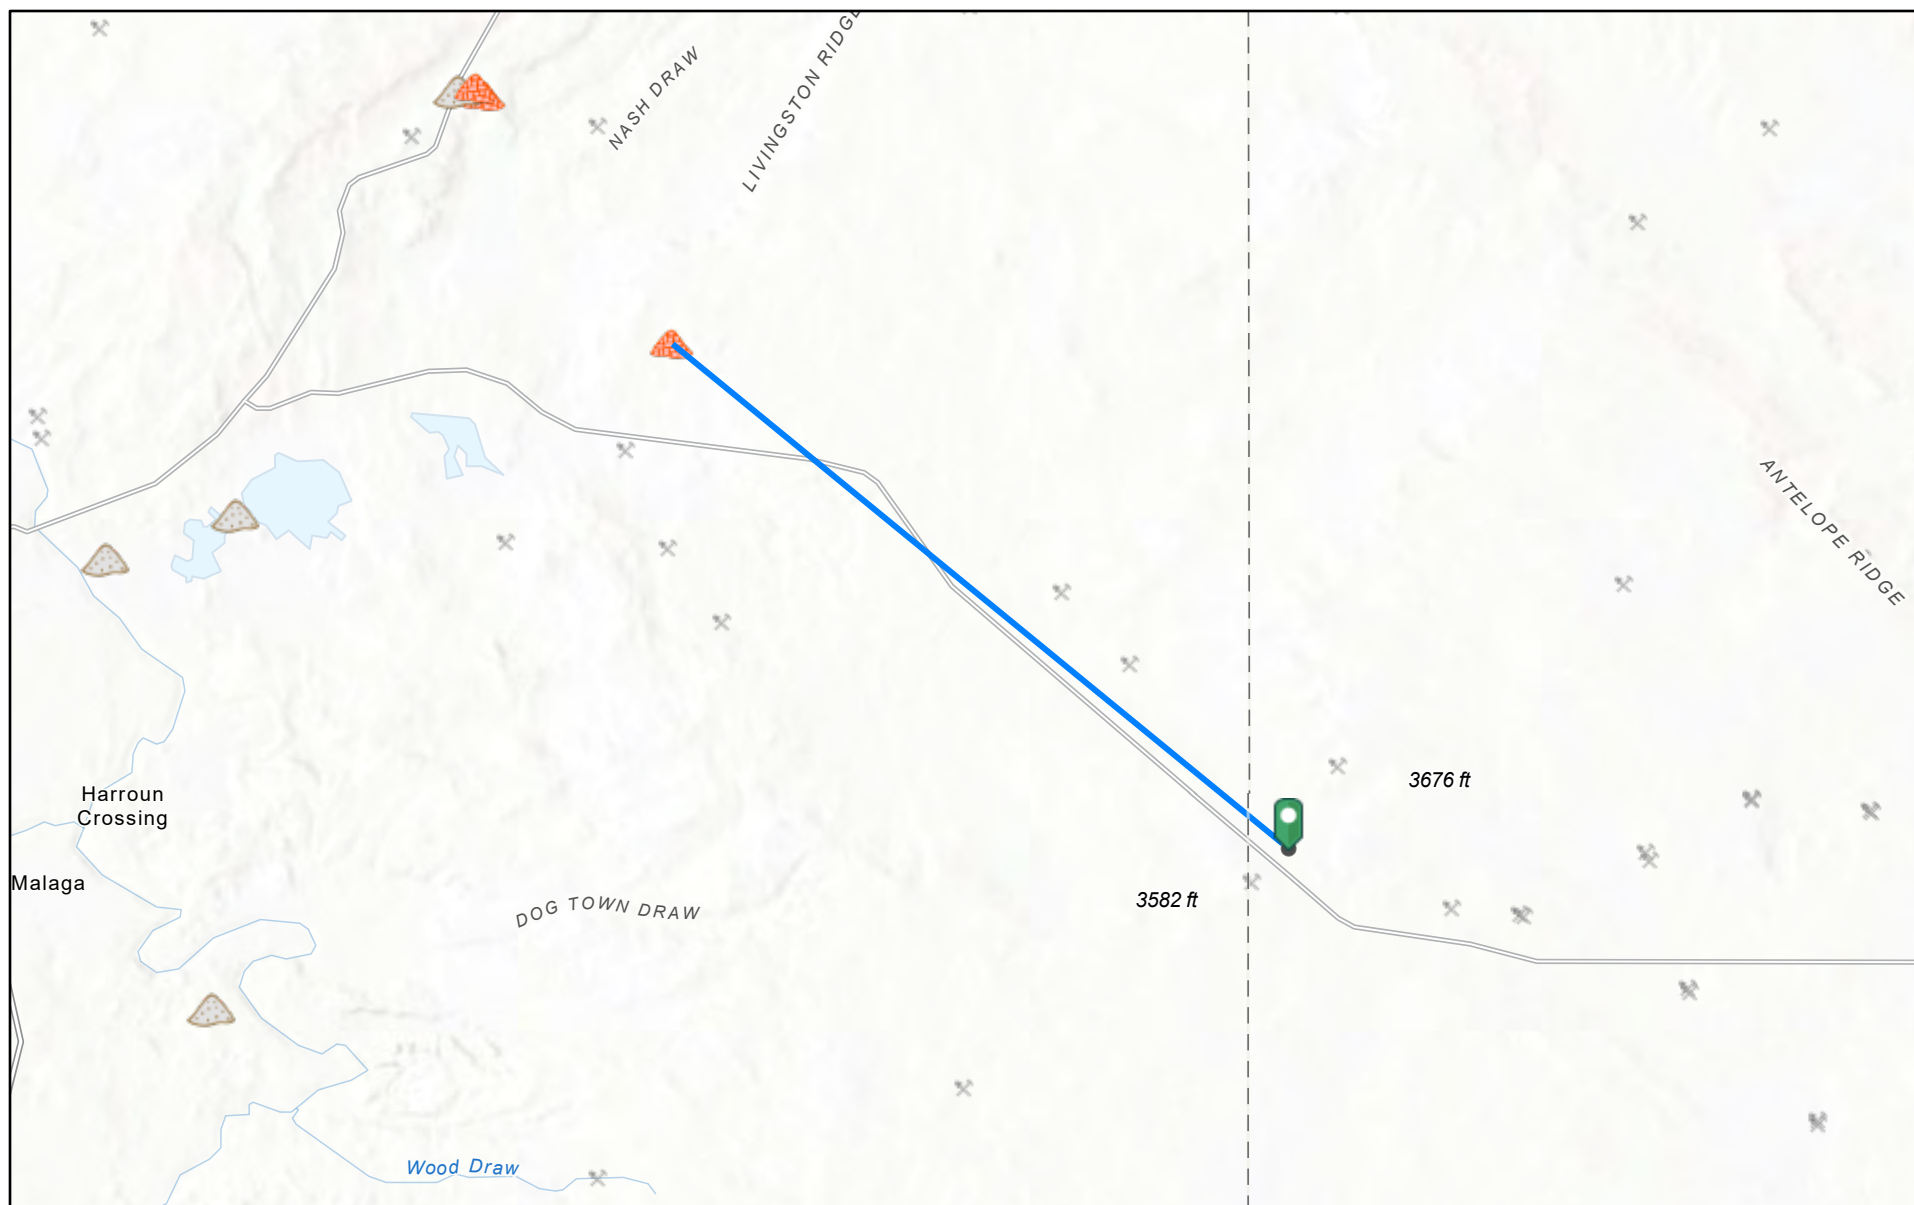 NASH DRAW
LIVINGSTON RIDGE
ANTELOPE RIDGE
3676 ft
Harroun
Crossing
Malaga
3582 ft
DOG TOWN DRAW
Wood Draw